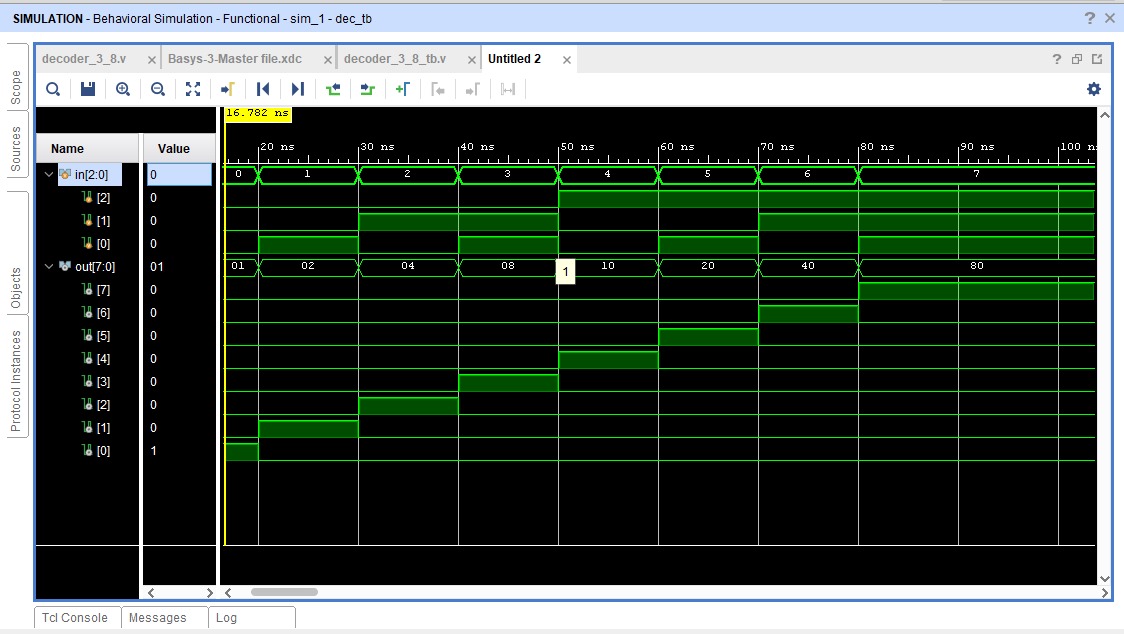 SIMULATION - Behavioral Simulation - Functional - sim_1 - dec_tb
Scope
Sources
Objects
Protocol Instances
decoder_3_8.v
Basys-3-Master file.xdc
decoder_3_8_tb.v
Untitled 2
16.782 ns
20 ns 30 ns 40 ns 50 ns 60 ns 70 ns 80 ns 90 ns 100 n
Name Value
in[2:0] 0 0 1 2 3 4 5 6 7
[2] 0
[1] 0
[0] 0
out[7:0] 01 01 02 04 08 10 20 40 80
1
[7] 0
[6] 0
[5] 0
[4] 0
[3] 0
[2] 0
[1] 0
[0] 1
Tcl Console Messages Log